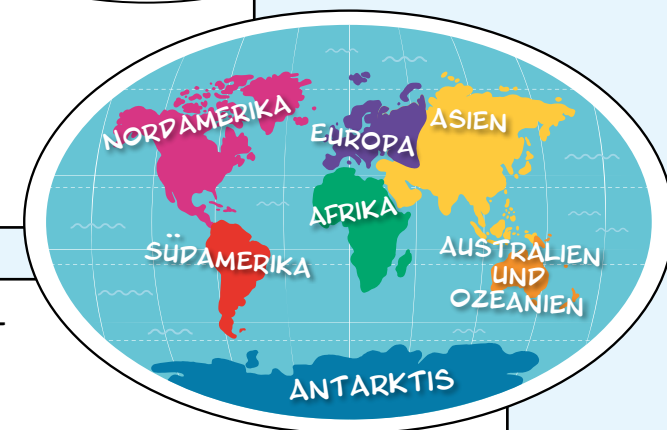 NORDAMERIKA
EUROPA
ASIEN
AFRIKA
SÜDAMERIKA
AUSTRALIEN
UND
OZEANIEN
ANTARKTIS